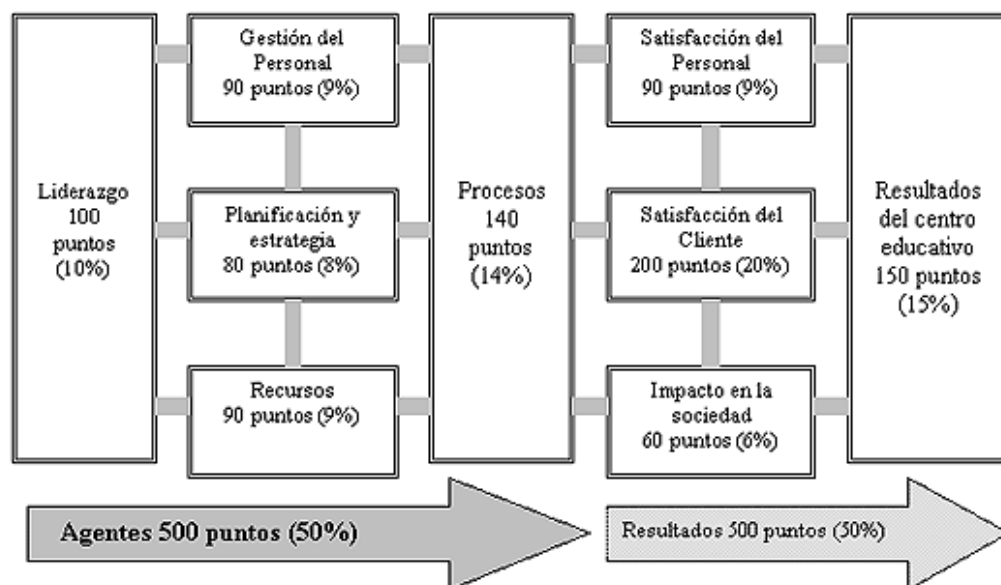 Liderazgo
100
puntos
(10%)
Gestión del
Personal
90 puntos (9%)
Planificación y
estrategia
80 puntos (8%)
Recursos
90 puntos (9%)
Procesos
140
puntos
(14%)
Satisfacción del
Personal
90 puntos (9%)
Satisfacción del
Cliente
200 puntos (20%)
Impacto en la
sociedad
60 puntos (6%)
Resultados
del centro
educativo
150 puntos
(15%)
Agentes 500 puntos (50%)
Resultados 500 puntos (50%)